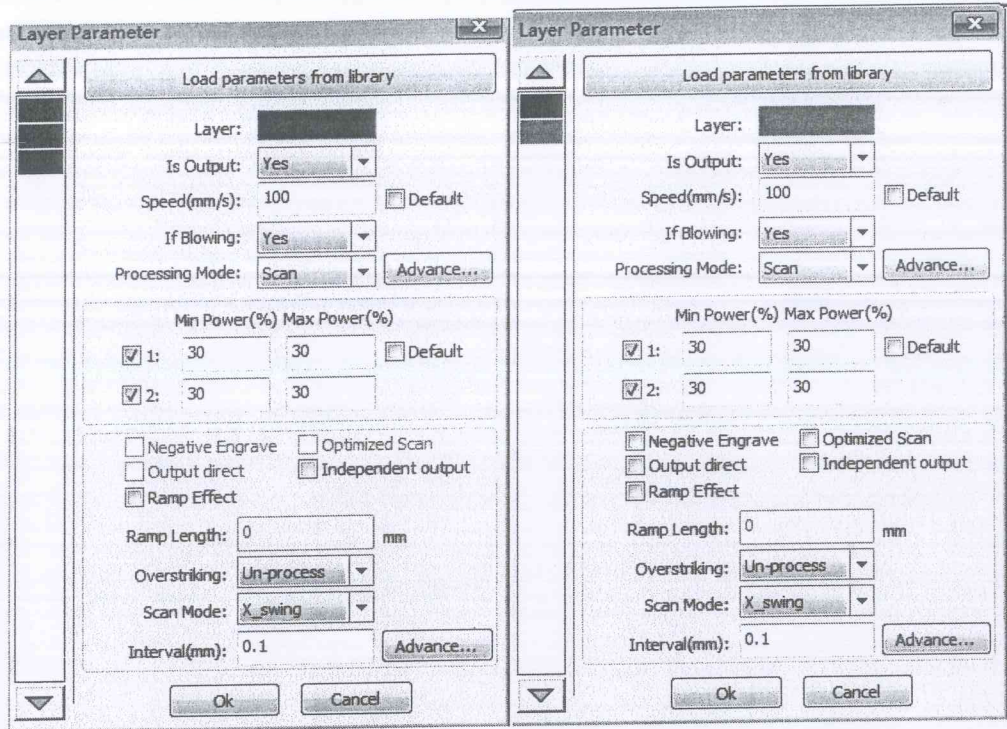 Layer Parameter
Load parameters from library
Layer:
Is Output: Yes
Speed(mm/s): 100 Default
If Blowing: Yes
Processing Mode: Scan Advance...
Min Power(%) Max Power(%)
1: 30 30 Default
2: 30 30
Negative Engrave Optimized Scan
Output direct Independent output
Ramp Effect
Ramp Length: 0 mm
Overstriking: Un-process
Scan Mode: X_swing
Interval(mm): 0.1 Advance...
Ok Cancel
Layer Parameter
Load parameters from library
Layer:
Is Output: Yes
Speed(mm/s): 100 Default
If Blowing: Yes
Processing Mode: Scan Advance...
Min Power(%) Max Power(%)
1: 30 30 Default
2: 30 30
Negative Engrave Optimized Scan
Output direct Independent output
Ramp Effect
Ramp Length: 0 mm
Overstriking: Un-process
Scan Mode: X_swing
Interval(mm): 0.1 Advance...
Ok Cancel